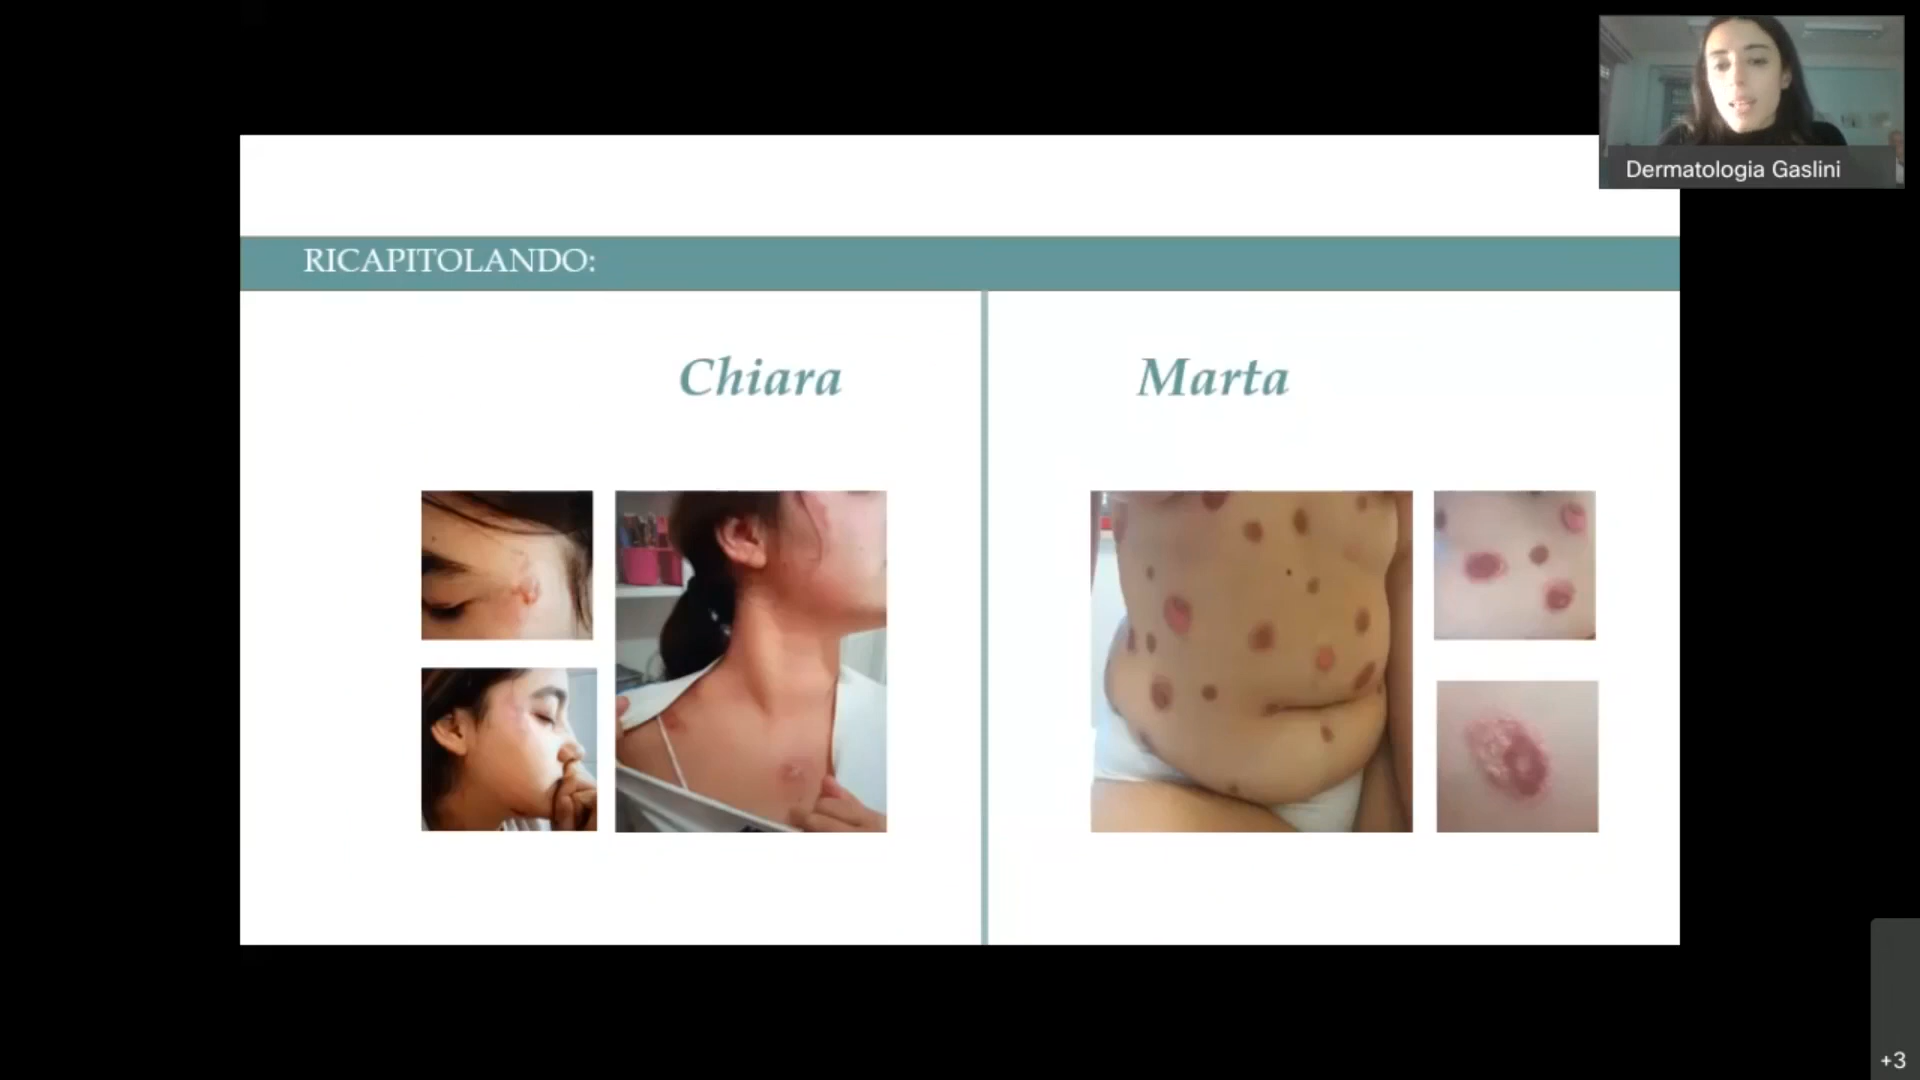 Dermatologia Gaslini
RICAPITOLANDO:
Chiara
Marta
+3